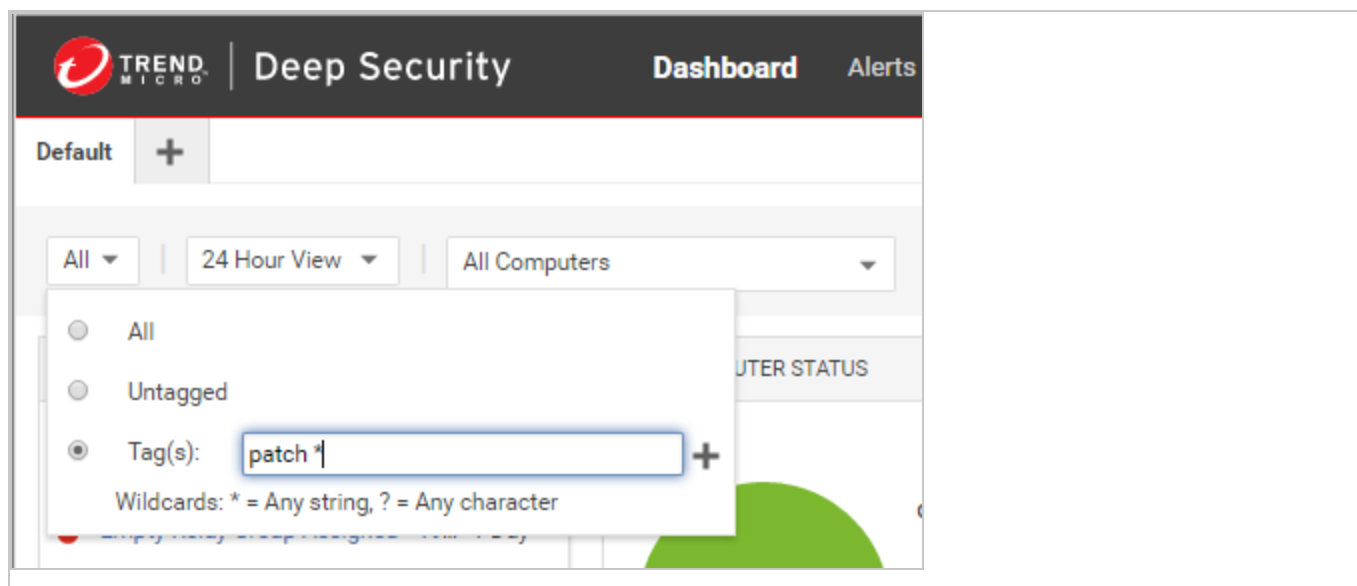 TREND MICRO | Deep Security Dashboard Alerts
Default +
All 24 Hour View All Computers
All
UTER STATUS
Untagged
Tag(s): patch * +
Wildcards: * = Any string, ? = Any character